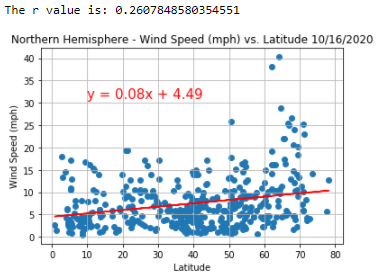 The r value is: 0.2607848580354551
Northern Hemisphere - Wind Speed (mph) vs. Latitude 10/16/2020
40
35
30
25
20
15
10
5
0
Wind Speed (mph)
y = 0.08x + 4.49
0 10 20 30 40 50 60 70 80
Latitude